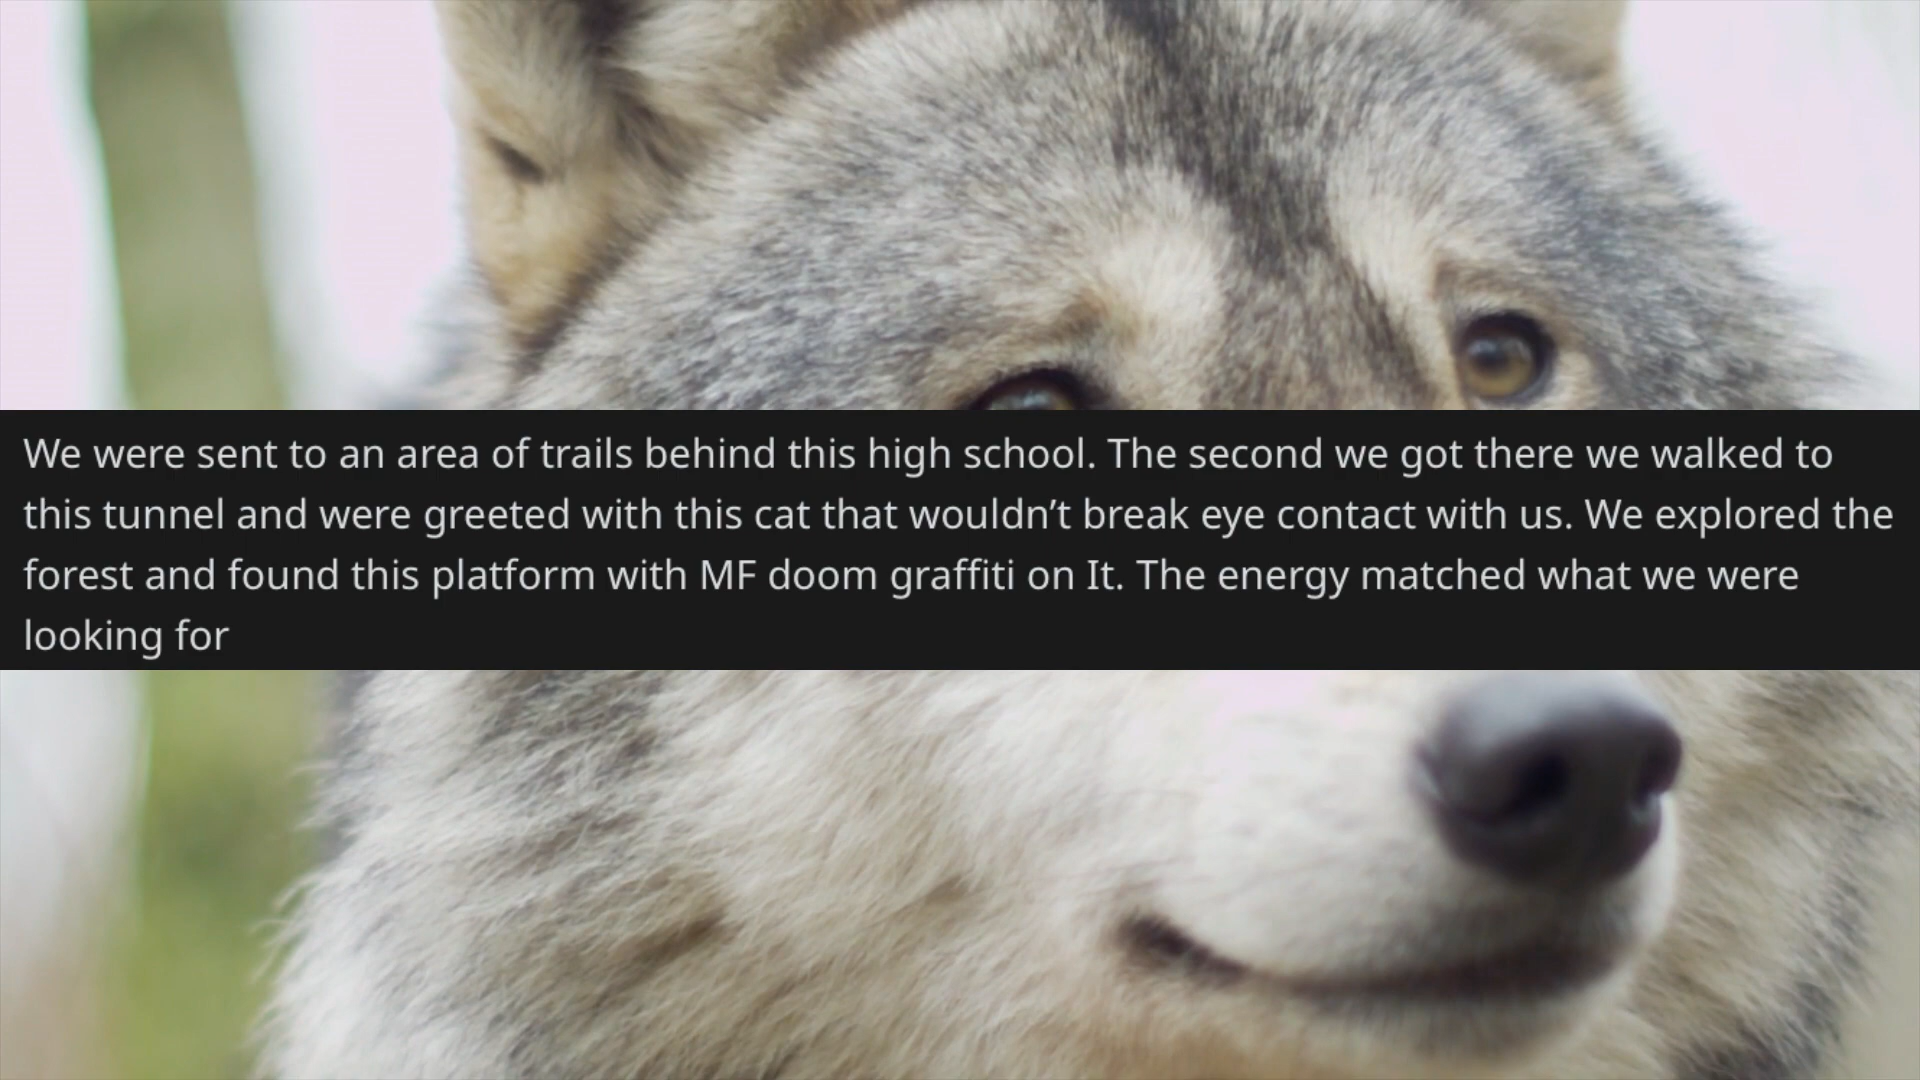 We were sent to an area of trails behind this high school. The second we got there we walked to
this tunnel and were greeted with this cat that wouldn’t break eye contact with us. We explored the
forest and found this platform with MF doom graffiti on It. The energy matched what we were
looking for